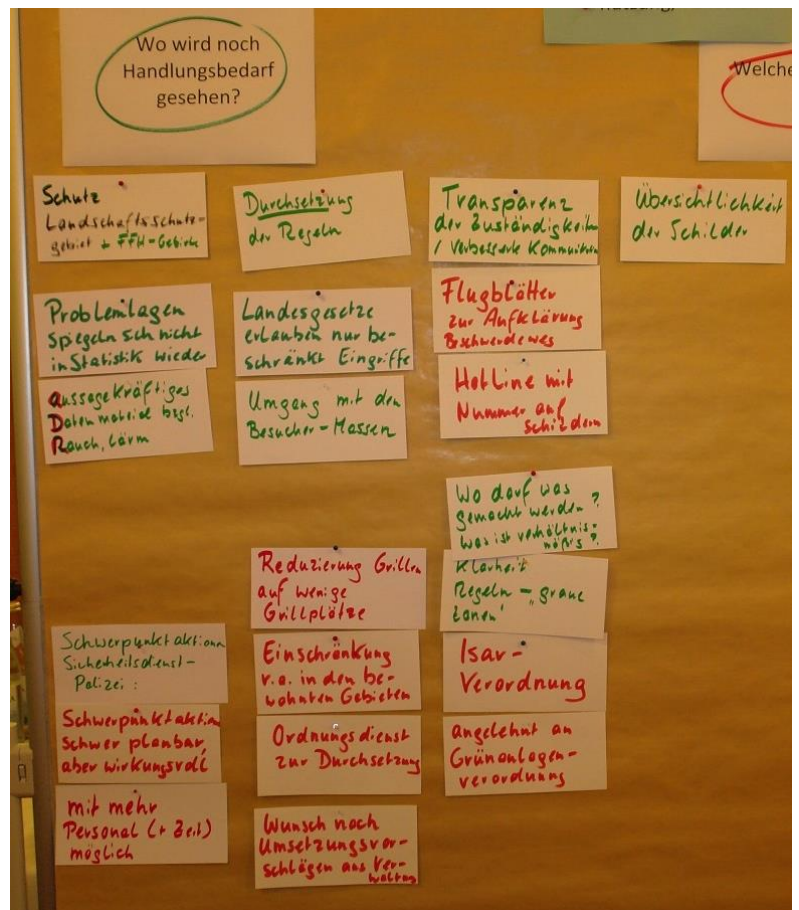 Nutzung,
Wo wird noch
Handlungsbedarf
gesehen?
Welche
Schutz
Landschaftsschutz-
gebiet + FFH-Gebiete
Durchsetzung
der Regeln
Transparenz
der Zuständigkeiten
/ Verbesserte Kommunikation
Übersichtlichkeit
der Schilder
Problemlagen
spiegeln sich nicht
in Statistik wieder
Landesgesetze
erlauben nur be-
schränkt Eingriffe
Flugblätter
zur Aufklärung
Beschwerdeweg
aussagekräftiges
Datenmaterial bzgl.
Rauch, Lärm
Umgang mit den
Besucher-Massen
Hotline mit
Nummer auf
Schildern
Wo darf was
gemacht werden?
Was ist verhältnis-
mäßig?
Klarheit
Regeln - "graue
Zonen"
Reduzierung Grillen
auf wenige
Grillplätze
Schwerpunktaktionen
Sicherheitsdienst-
Polizei:
Einschränkung
v.a. in den be-
wohnten Gebieten
Isar-
Verordnung
Schwerpunktaktion
schwer planbar,
aber wirkungsvoll
Ordnungsdienst
zur Durchsetzung
angelehnt an
Grünanlagen-
verordnung
mit mehr
Personal (+ Zeit)
möglich
Wunsch nach
Umsetzungsvor-
schlägen aus Ver-
waltung